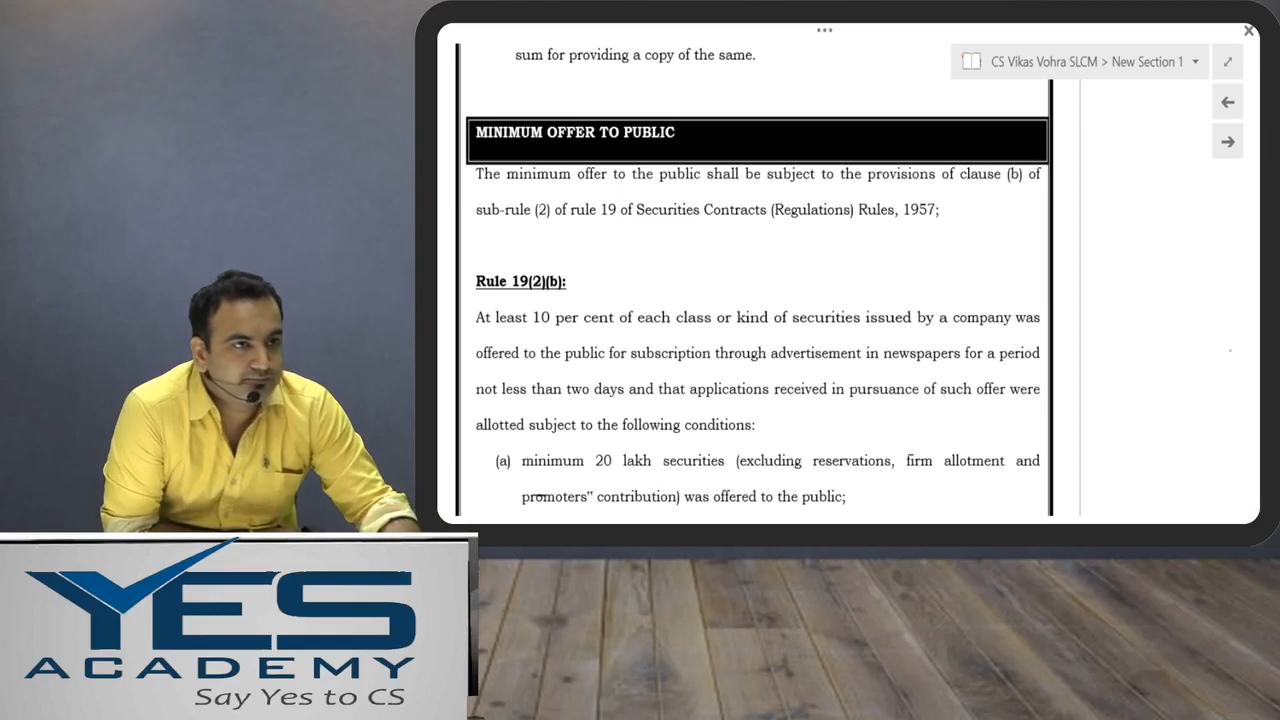 sum for providing a copy of the same.
CS Vikas Vohra SLCM > New Section 1
MINIMUM OFFER TO PUBLIC
The minimum offer to the public shall be subject to the provisions of clause (b) of
sub-rule (2) of rule 19 of Securities Contracts (Regulations) Rules, 1957;
Rule 19(2)(b):
At least 10 per cent of each class or kind of securities issued by a company was
offered to the public for subscription through advertisement in newspapers for a period
not less than two days and that applications received in pursuance of such offer were
allotted subject to the following conditions:
(a) minimum 20 lakh securities (excluding reservations, firm allotment and
promoters" contribution) was offered to the public;
YES
ACADEMY
Say Yes to CS